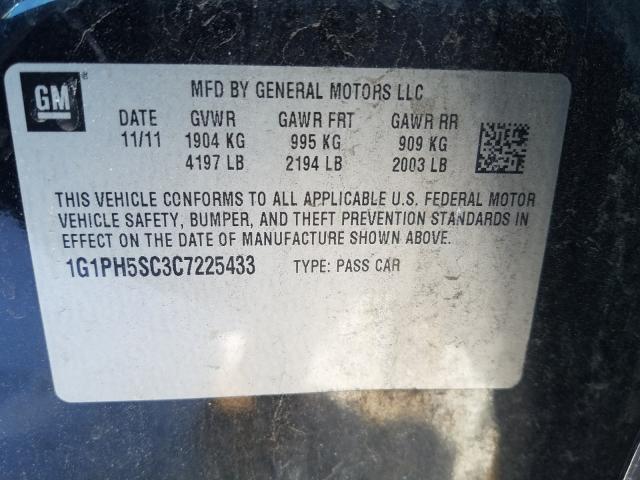 GM
MFD BY GENERAL MOTORS LLC
DATE GVWR GAWR FRT GAWR RR
11/11 1904 KG 995 KG 909 KG
4197 LB 2194 LB 2003 LB
THIS VEHICLE CONFORMS TO ALL APPLICABLE U.S. FEDERAL MOTOR
VEHICLE SAFETY, BUMPER, AND THEFT PREVENTION STANDARDS IN
EFFECT ON THE DATE OF MANUFACTURE SHOWN ABOVE.
1G1PH5SC3C7225433 TYPE: PASS CAR